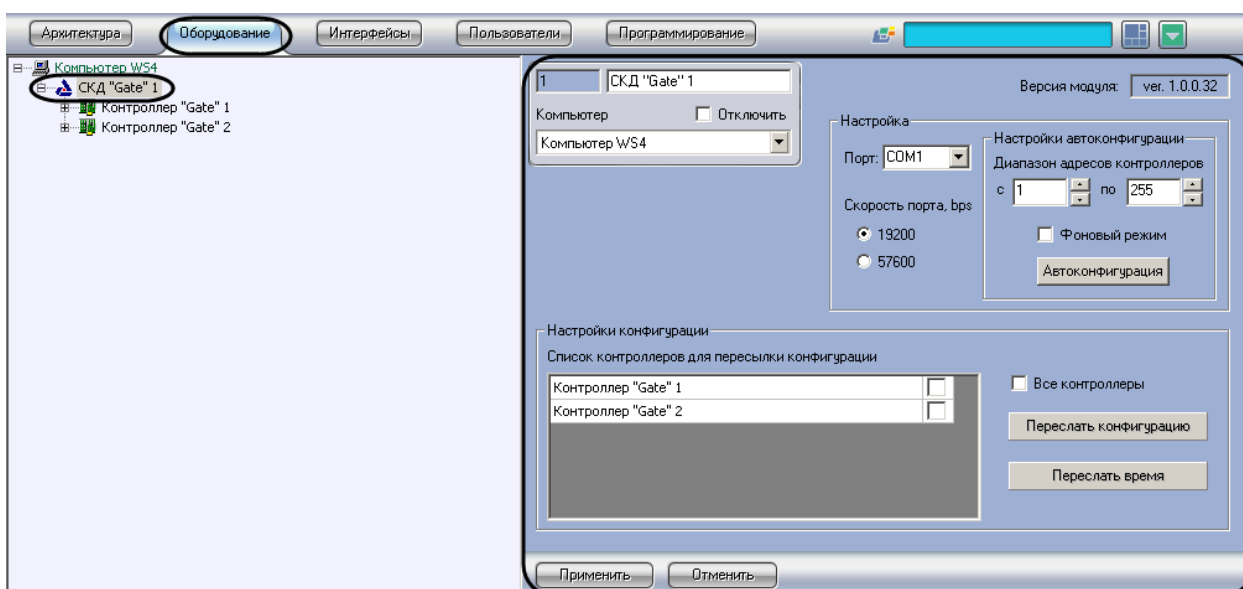 Архитектура Оборудование Интерфейсы Пользователи Программирование
Компьютер WS4
СКД "Gate" 1
Контроллер "Gate" 1
Контроллер "Gate" 2
1 СКД "Gate" 1
Компьютер Отключить
Компьютер WS4
Версия модуля: ver. 1.0.0.32
Настройка
Порт: COM1
Скорость порта, bps
19200
57600
Настройки автоконфигурации
Диапазон адресов контроллеров
с 1 по 255
Фоновый режим
Автоконфигурация
Настройки конфигурации
Список контроллеров для пересылки конфигурации
Контроллер "Gate" 1
Контроллер "Gate" 2
Все контроллеры
Переслать конфигурацию
Переслать время
Применить Отменить